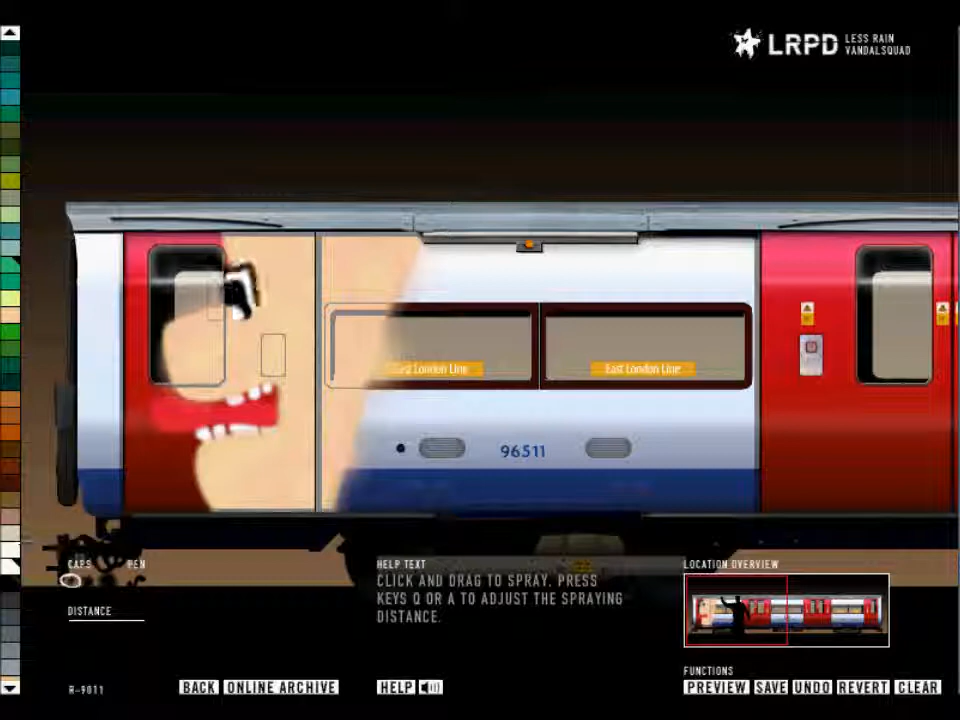 LRPD
LESS RAIN
VANDALSQUAD
East London Line
East London Line
96511
CAPS
PEN
DISTANCE
HELP TEXT
CLICK AND DRAG TO SPRAY. PRESS
KEYS Q OR A TO ADJUST THE SPRAYING
DISTANCE.
LOCATION OVERVIEW
R-9011
BACK
ONLINE ARCHIVE
HELP
FUNCTIONS
PREVIEW
SAVE
UNDO
REVERT
CLEAR